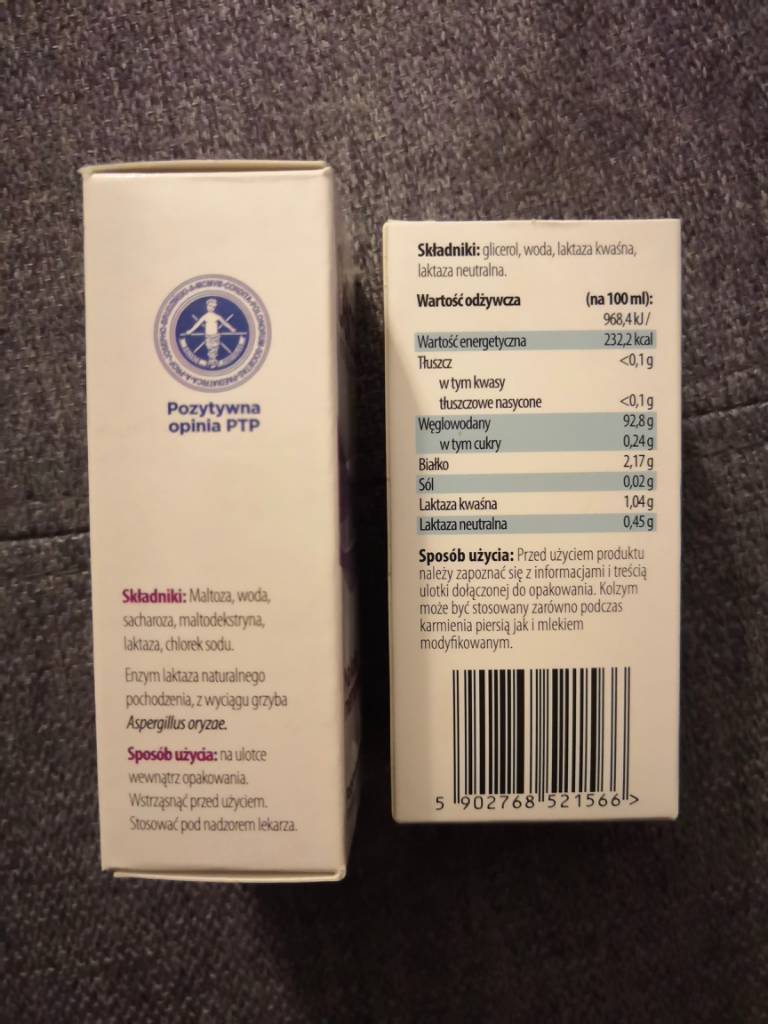 Pozytywna
opinia PTP
Składniki: Maltoza, woda,
sacharoza, maltodekstryna,
laktaza, chlorek sodu.
Enzym laktaza naturalnego
pochodzenia, z wyciągu grzyba
Aspergillus oryzae.
Sposób użycia: na ulotce
wewnątrz opakowania.
Wstrząsnąć przed użyciem.
Stosować pod nadzorem lekarza.
Składniki: glicerol, woda, laktaza kwaśna,
laktaza neutralna.
Wartość odżywcza (na 100 ml):
968,4 kJ /
Wartość energetyczna 232,2 kcal
Tłuszcz <0,1 g
w tym kwasy
tłuszczowe nasycone <0,1 g
Węglowodany 92,8 g
w tym cukry 0,24 g
Białko 2,17 g
Sól 0,02 g
Laktaza kwaśna 1,04 g
Laktaza neutralna 0,45 g
Sposób użycia: Przed użyciem produktu
należy zapoznać się z informacjami i treścią
ulotki dołączonej do opakowania. Kolzym
może być stosowany zarówno podczas
karmienia piersią jak i mlekiem
modyfikowanym.
5 902768 521566 >